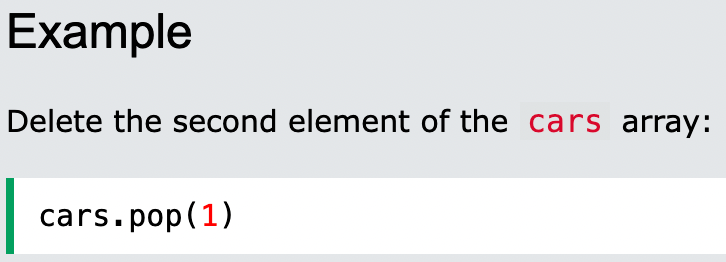 Example
Delete the second element of the cars array:
cars.pop(1)